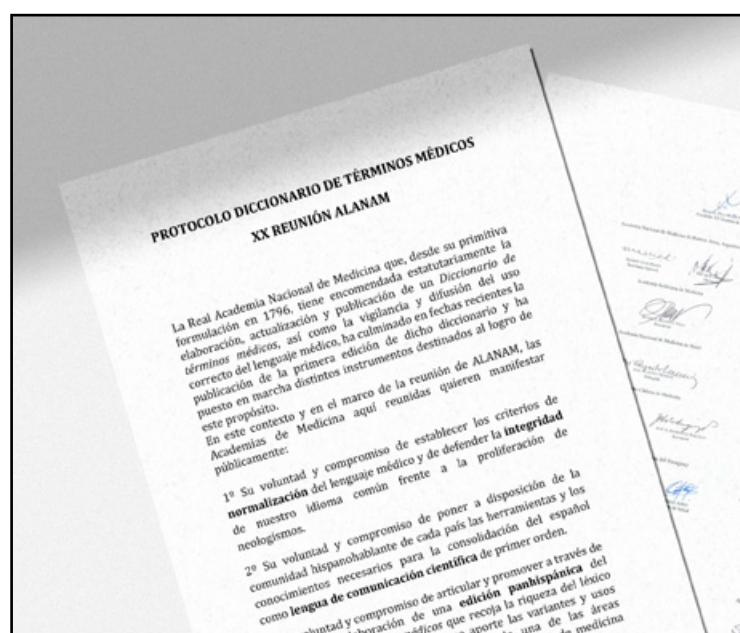 PROTOCOLO DICCIONARIO DE TÉRMINOS MÉDICOS
XX REUNIÓN ALANAM
La Real Academia Nacional de Medicina que, desde su primitiva
formulación en 1796, tiene encomendada estatutariamente la
elaboración, actualización y publicación de un Diccionario de
términos médicos, así como la vigilancia y difusión del uso
correcto del lenguaje médico, ha culminado en fechas recientes la
publicación de la primera edición de dicho diccionario y ha
puesto en marcha distintos instrumentos destinados al logro de
este propósito.
En este contexto y en el marco de la reunión de ALANAM, las
Academias de Medicina aquí reunidas quieren manifestar
públicamente:
1º Su voluntad y compromiso de establecer los criterios de
normalización del lenguaje médico y de defender la integridad
de nuestro idioma común frente a la proliferación de
neologismos.
2º Su voluntad y compromiso de poner a disposición de la
comunidad hispanohablante de cada país las herramientas y los
conocimientos necesarios para la consolidación del español
como lengua de comunicación científica de primer orden.
y compromiso de articular y promover a través de
de una edición panhispánica del
que recoja la riqueza del léxico
aporte las variantes y usos
una de las áreas
de medicina